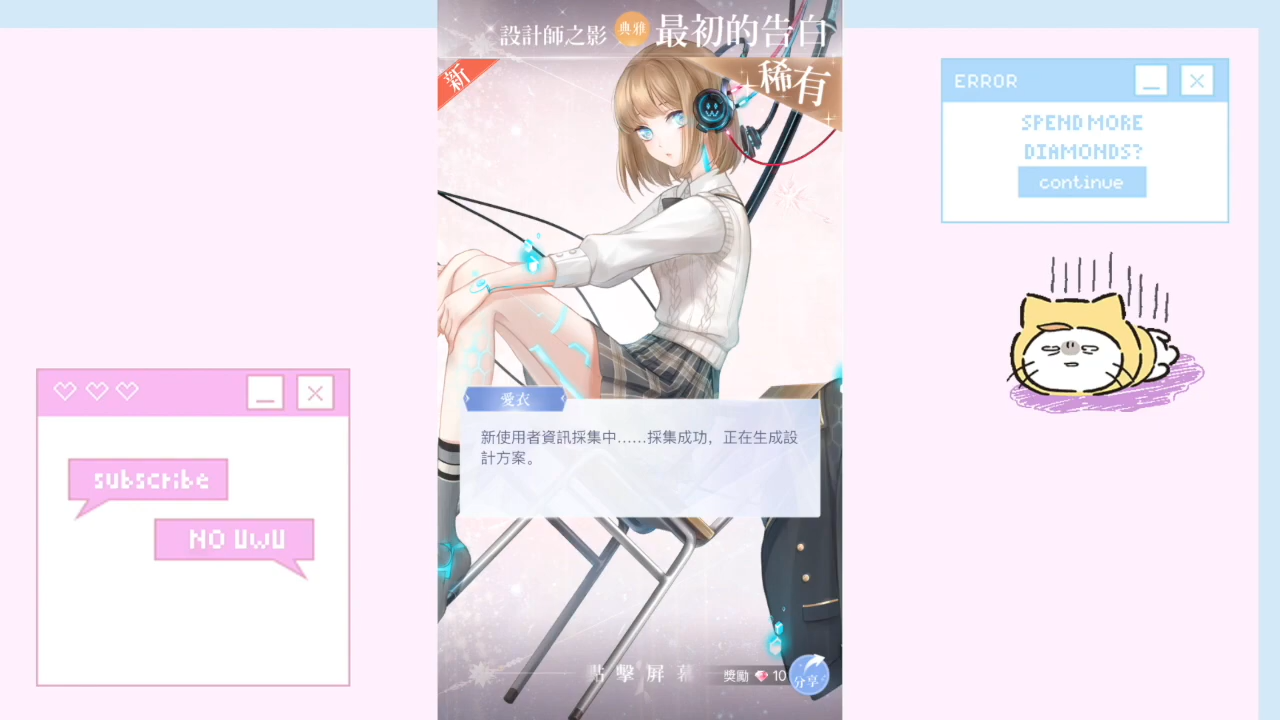 設計師之影 典雅 最初的告白
新
稀有
愛衣
新使用者資訊採集中……採集成功，正在生成設
計方案。
點擊屏幕
獎勵 10
分享
subscribe
NO UwU
ERROR
SPEND MORE
DIAMONDS?
continue